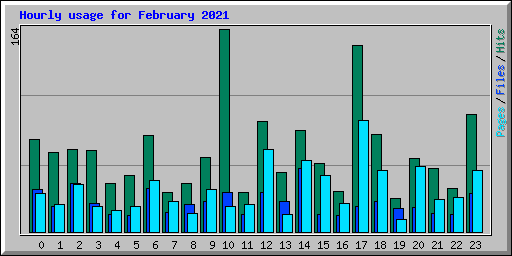 Hourly usage for February 2021
164
Pages/Files/Hits
0 1 2 3 4 5 6 7 8 9 10 11 12 13 14 15 16 17 18 19 20 21 22 23